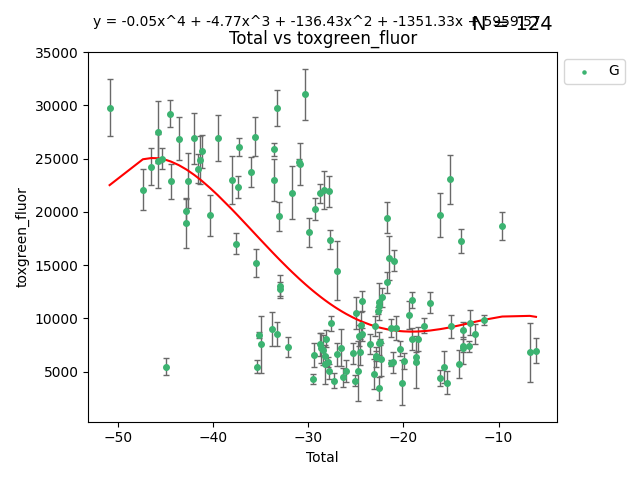 y = -0.05x^4 + -4.77x^3 + -136.43x^2 + -1351.33x + 5959.57
N = 124
Total vs toxgreen_fluor
G
35000
30000
25000
20000
15000
10000
5000
toxgreen_fluor
−50
−40
−30
−20
−10
Total